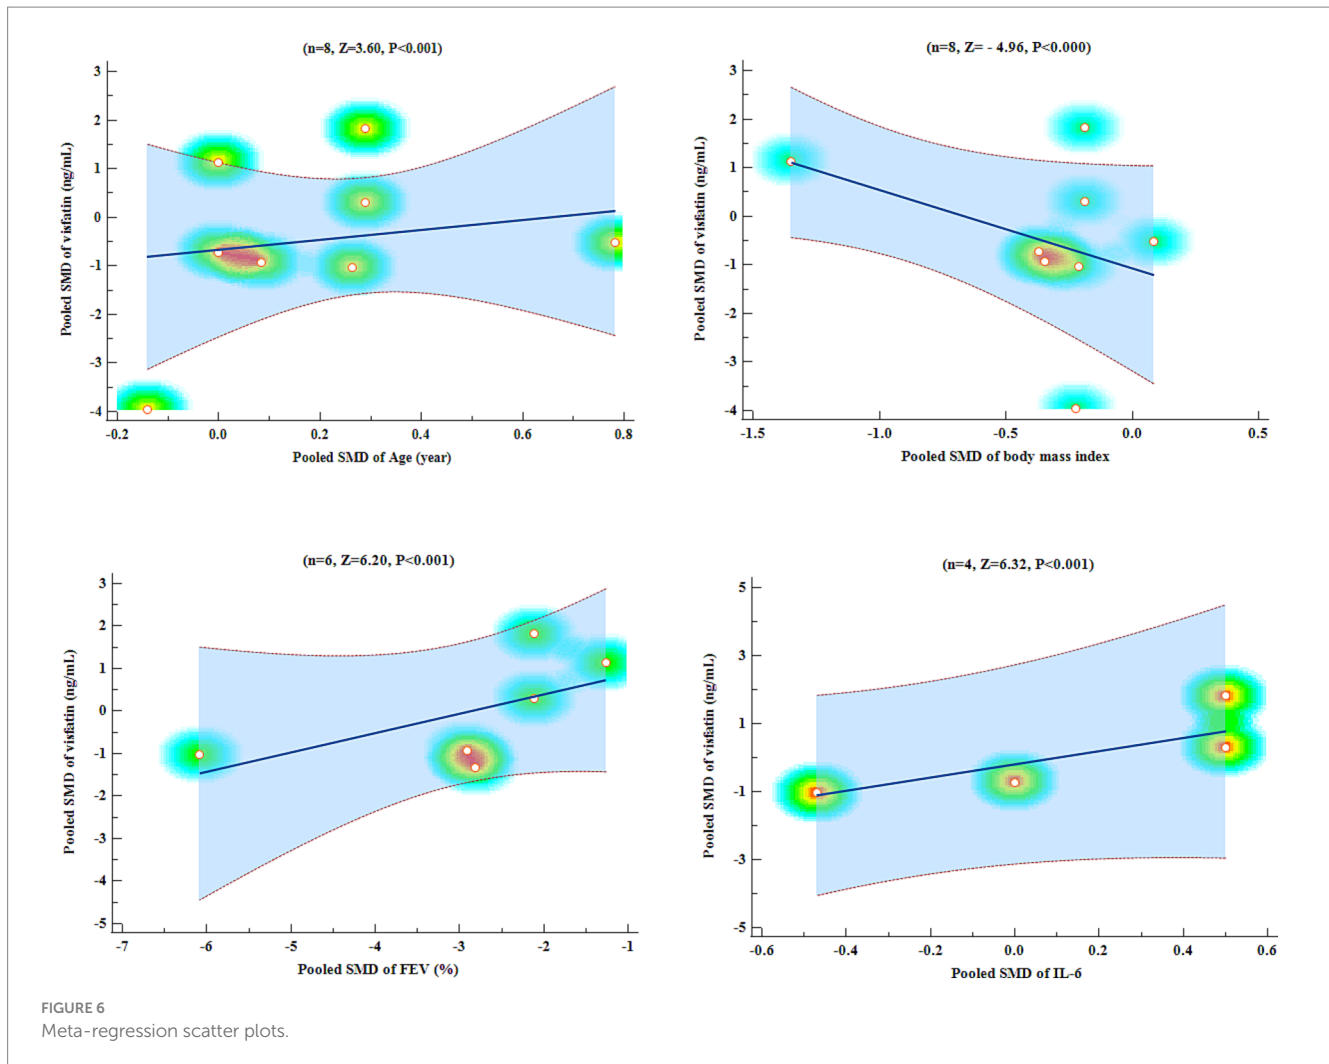 (n=8, Z=3.60, P<0.001)
3
2
1
0
-1
-2
-3
-4
Pooled SMD of visfatin (ng/mL)
-0.2 0.0 0.2 0.4 0.6 0.8
Pooled SMD of Age (year)
(n=8, Z= - 4.96, P<0.000)
3
2
1
0
-1
-2
-3
-4
Pooled SMD of visfatin (ng/mL)
-1.5 -1.0 -0.5 0.0 0.5
Pooled SMD of body mass index
(n=6, Z=6.20, P<0.001)
3
2
1
0
-1
-2
-3
-4
-5
Pooled SMD of visfatin (ng/mL)
-7 -6 -5 -4 -3 -2 -1
Pooled SMD of FEV (%)
(n=4, Z=6.32, P<0.001)
5
3
1
-1
-3
-5
Pooled SMD of visfatin (ng/mL)
-0.6 -0.4 -0.2 0.0 0.2 0.4 0.6
Pooled SMD of IL-6
FIGURE 6
Meta-regression scatter plots.